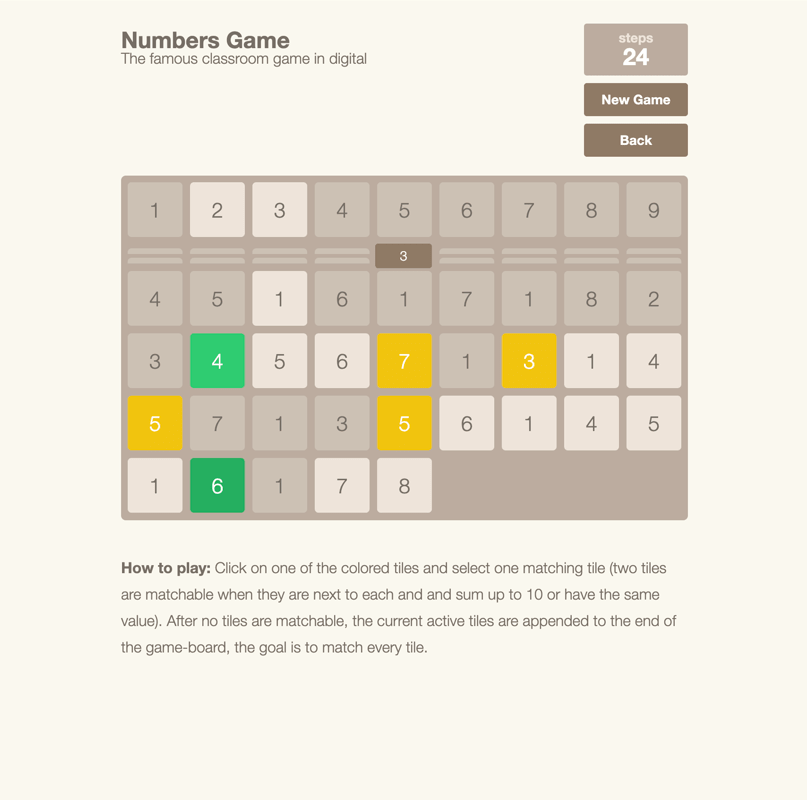 Numbers Game
The famous classroom game in digital
steps
24
New Game
Back
1 2 3 4 5 6 7 8 9
3
4 5 1 6 1 7 1 8 2
3 4 5 6 7 1 3 1 4
5 7 1 3 5 6 1 4 5
1 6 1 7 8
How to play: Click on one of the colored tiles and select one matching tile (two tiles
are matchable when they are next to each and and sum up to 10 or have the same
value). After no tiles are matchable, the current active tiles are appended to the end of
the game-board, the goal is to match every tile.